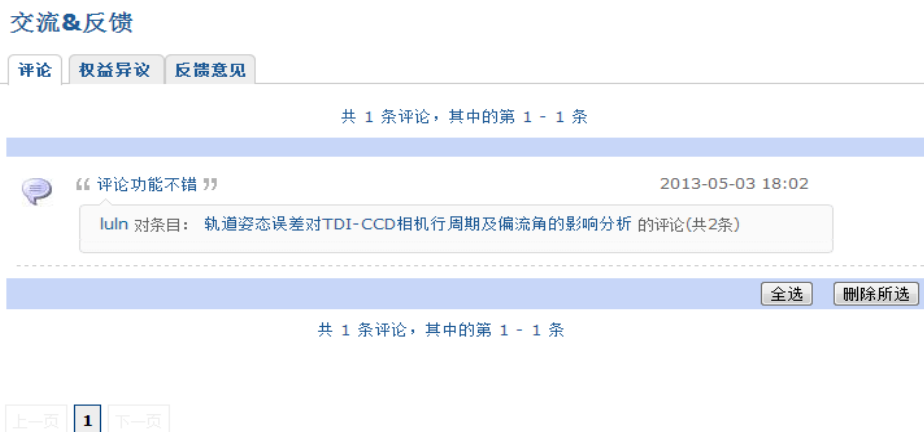 交流&反馈
评论 权益异议 反馈意见
共 1 条评论，其中的第 1 - 1 条
“ 评论功能不错 ” 2013-05-03 18:02
luln 对条目： 轨道姿态误差对TDI-CCD相机行周期及偏流角的影响分析 的评论(共2条)
全选 删除所选
共 1 条评论，其中的第 1 - 1 条
上一页 1 下一页